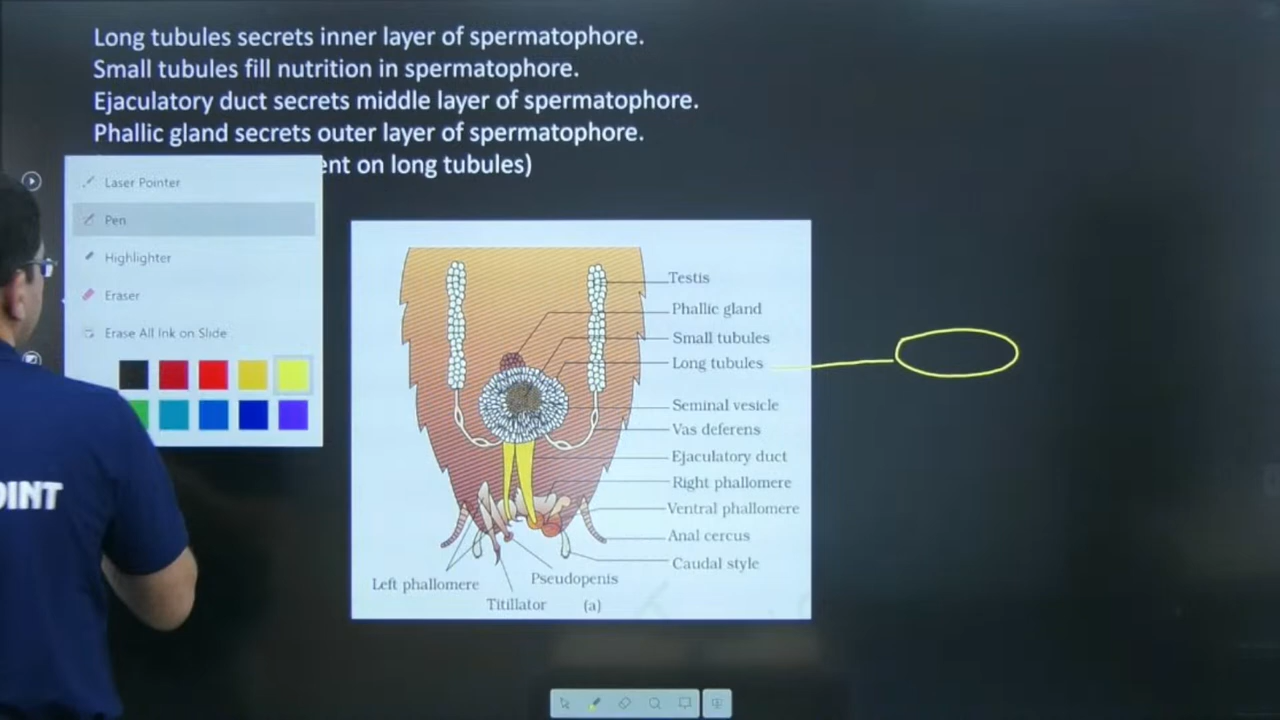 Long tubules secrets inner layer of spermatophore.
Small tubules fill nutrition in spermatophore.
Ejaculatory duct secrets middle layer of spermatophore.
Phallic gland secrets outer layer of spermatophore.
on long tubules)
Laser Pointer
Pen
Highlighter
Eraser
Erase All Ink on Slide
Testis
Phallic gland
Small tubules
Long tubules
Seminal vesicle
Vas deferens
Ejaculatory duct
Right phallomere
Ventral phallomere
Anal cercus
Caudal style
Left phallomere
Pseudopenis
Titillator
(a)
OINT